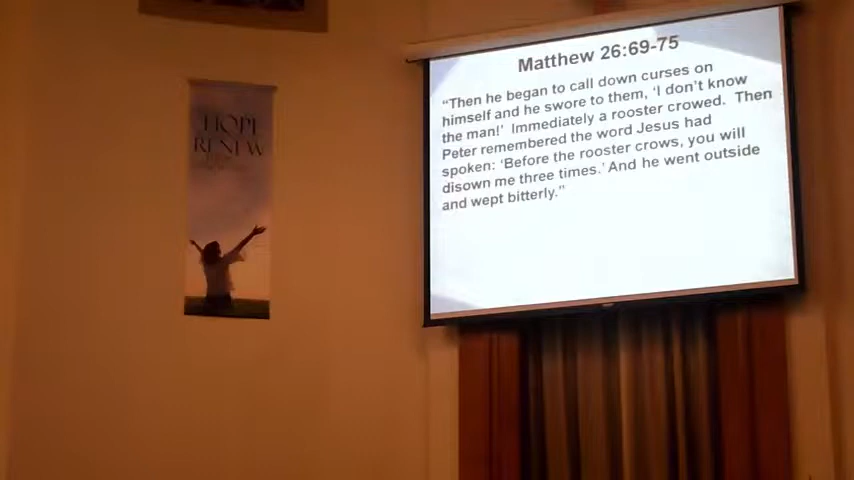 HOPE
RENEW
Matthew 26:69-75
“Then he began to call down curses on
himself and he swore to them, ‘I don’t know
the man!’ Immediately a rooster crowed. Then
Peter remembered the word Jesus had
spoken: ‘Before the rooster crows, you will
disown me three times.’ And he went outside
and wept bitterly.”